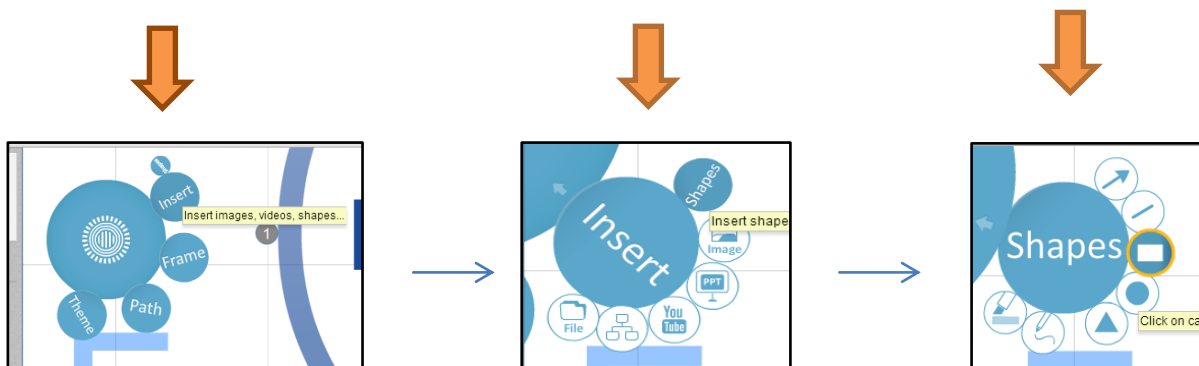 Insert
Insert images, videos, shapes...
1
Frame
Path
Theme
Shapes
Insert
Insert shape
Image
PPT
You
Tube
File
Shapes
Click on ca